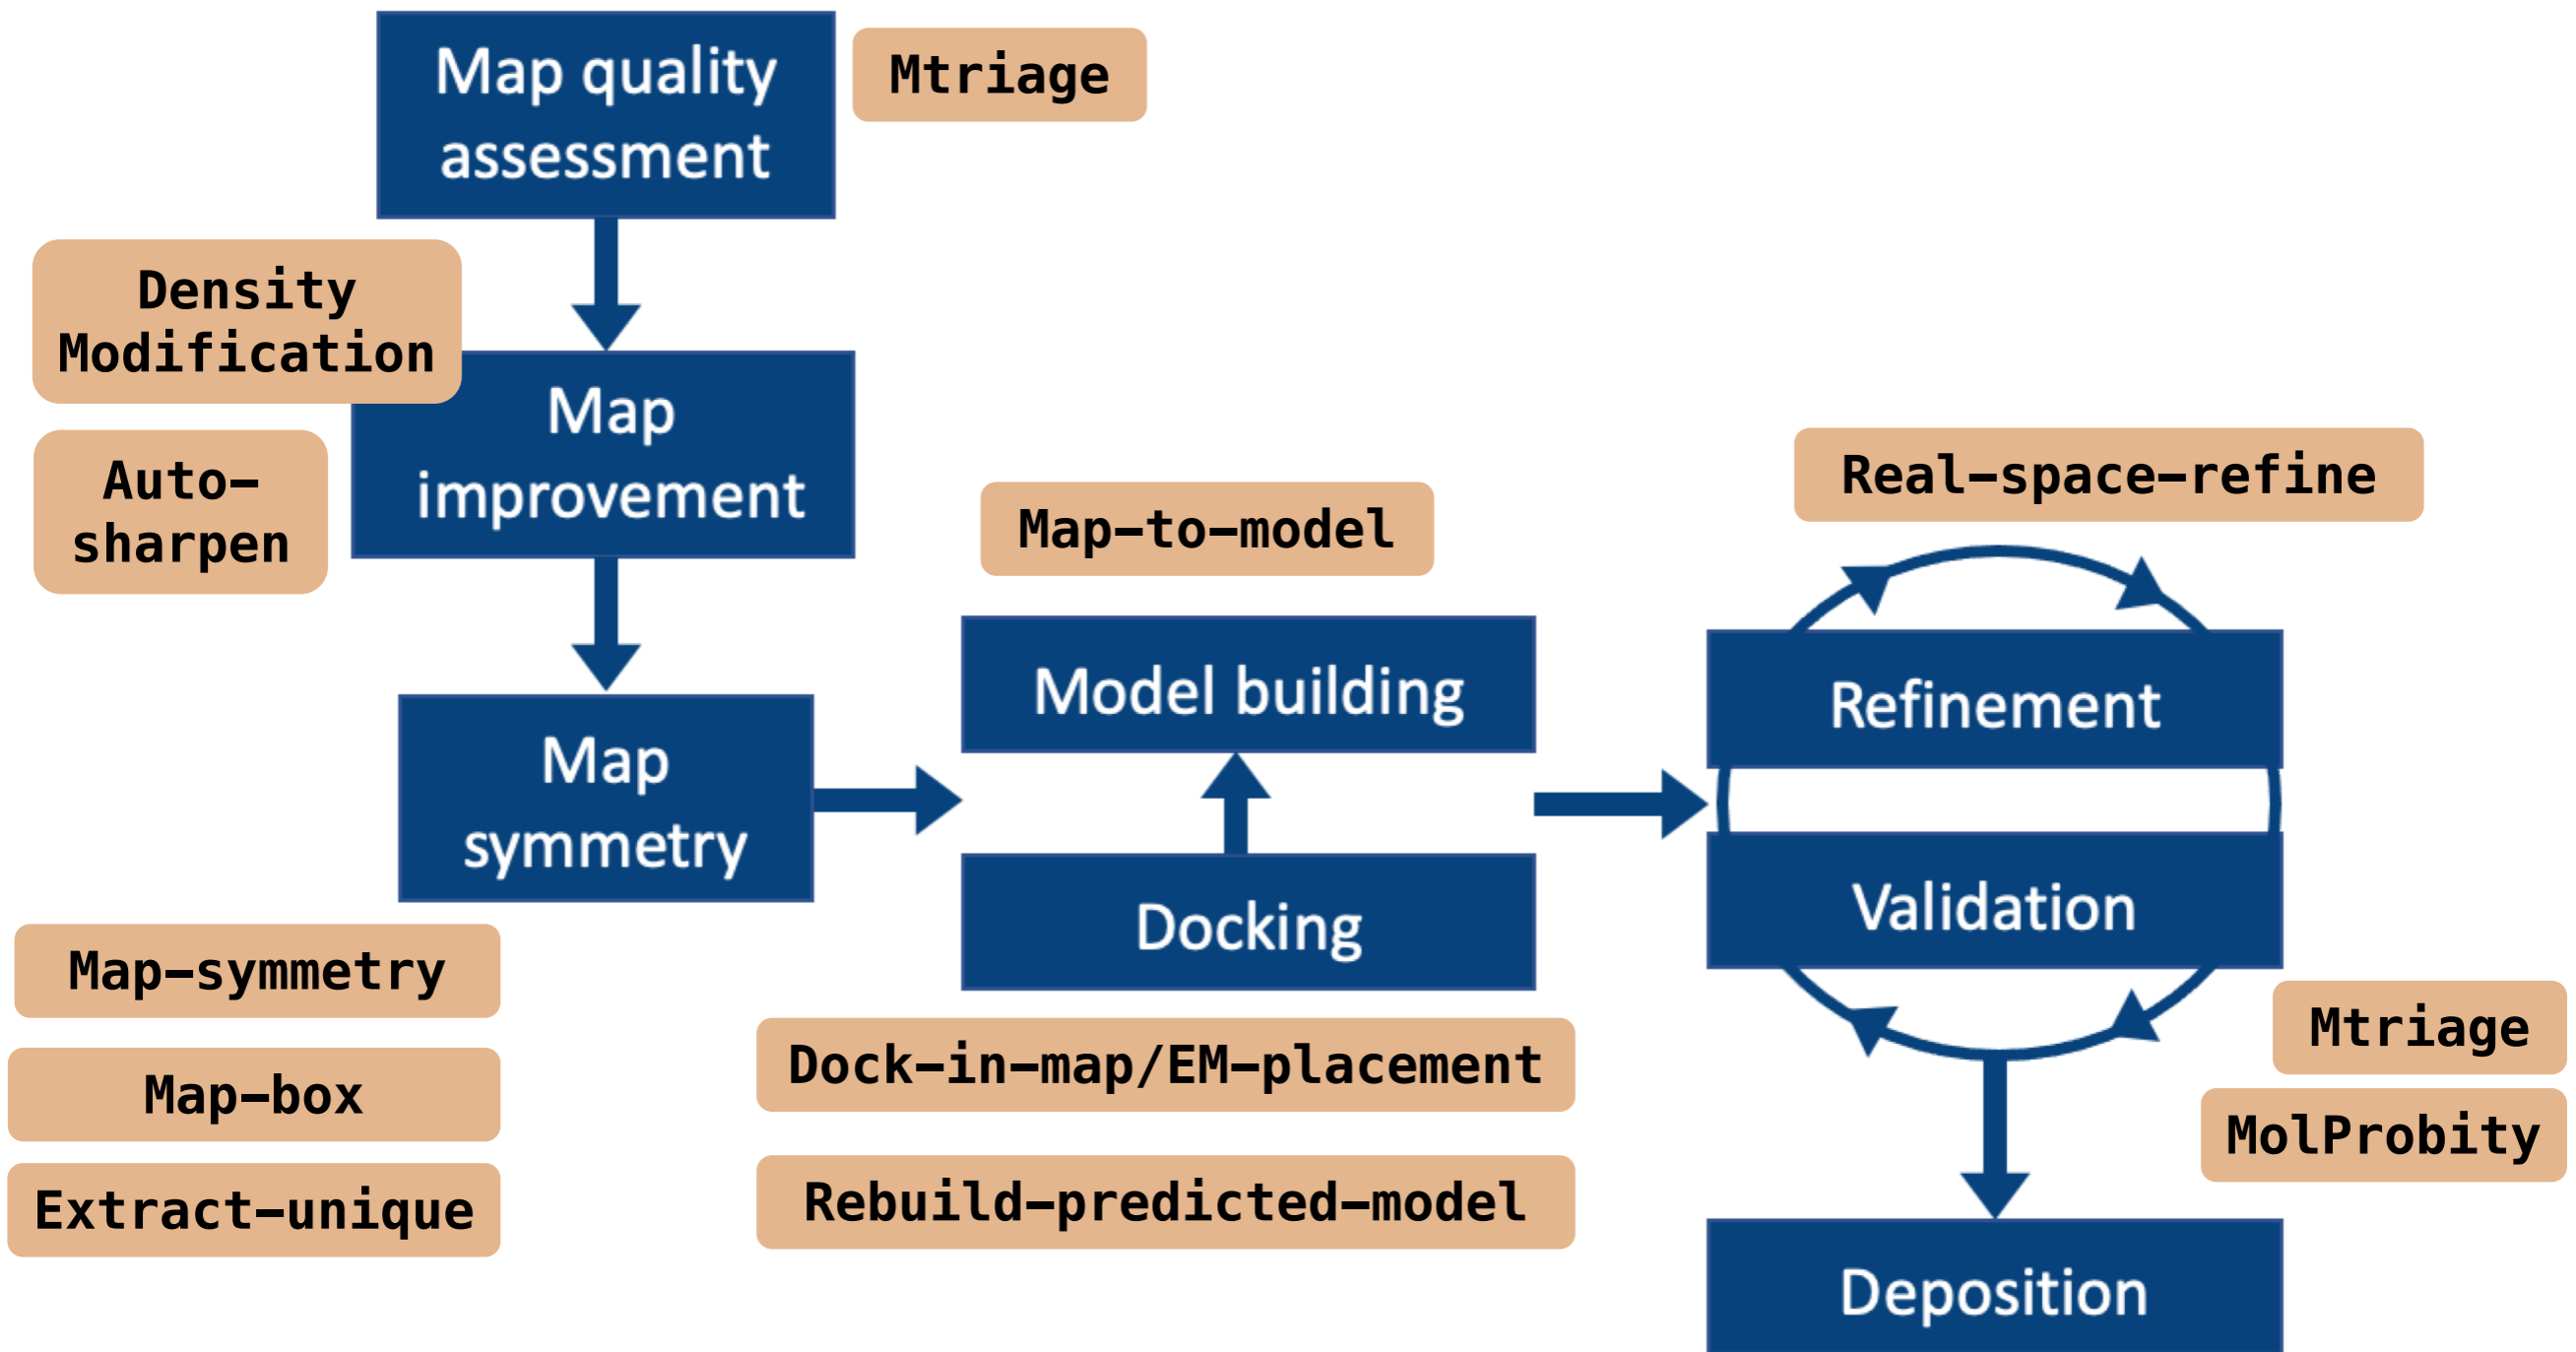 Map quality
assessment
Mtriage
Density
Modification
Map
improvement
Auto-
sharpen
Map
symmetry
Map-symmetry
Map-box
Extract-unique
Map-to-model
Model building
Docking
Dock-in-map/EM-placement
Rebuild-predicted-model
Real-space-refine
Refinement
Validation
Mtriage
MolProbity
Deposition